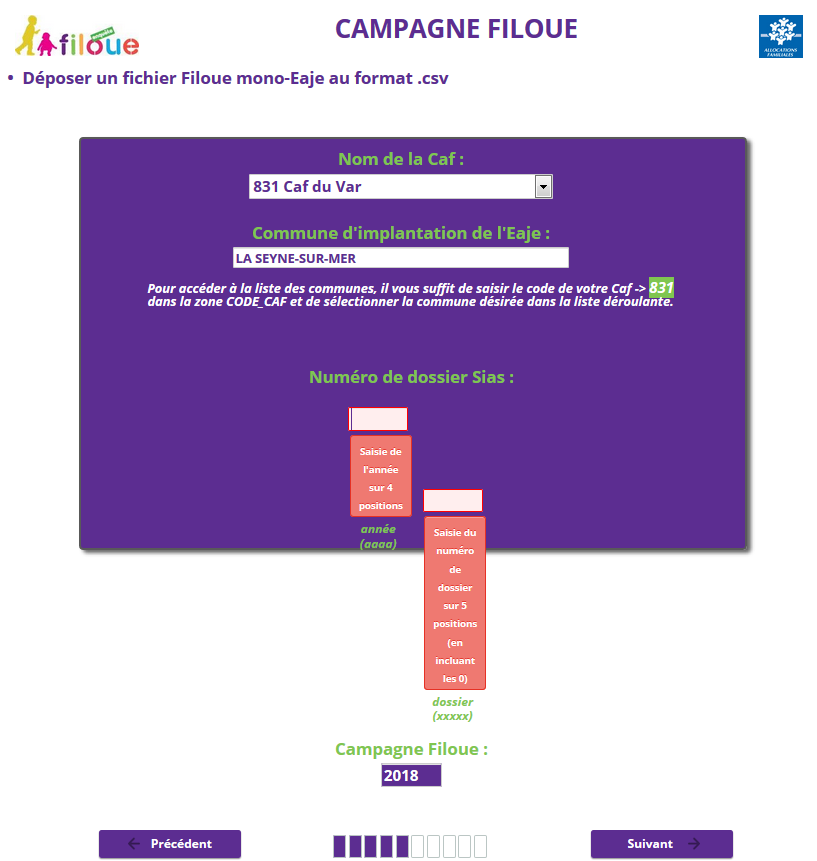 enquête
filoue
CAMPAGNE FILOUE
ALLOCATIONS
FAMILIALES
• Déposer un fichier Filoue mono-Eaje au format .csv
Nom de la Caf :
831 Caf du Var
Commune d'implantation de l'Eaje :
LA SEYNE-SUR-MER
Pour accéder à la liste des communes, il vous suffit de saisir le code de votre Caf -> 831
dans la zone CODE_CAF et de sélectionner la commune désirée dans la liste déroulante.
Numéro de dossier Sias :
Saisie de
l'année
sur 4
positions
année
(aaaa)
Saisie du
numéro
de
dossier
sur 5
positions
(en
incluant
les 0)
dossier
(xxxxx)
Campagne Filoue :
2018
Précédent
Suivant